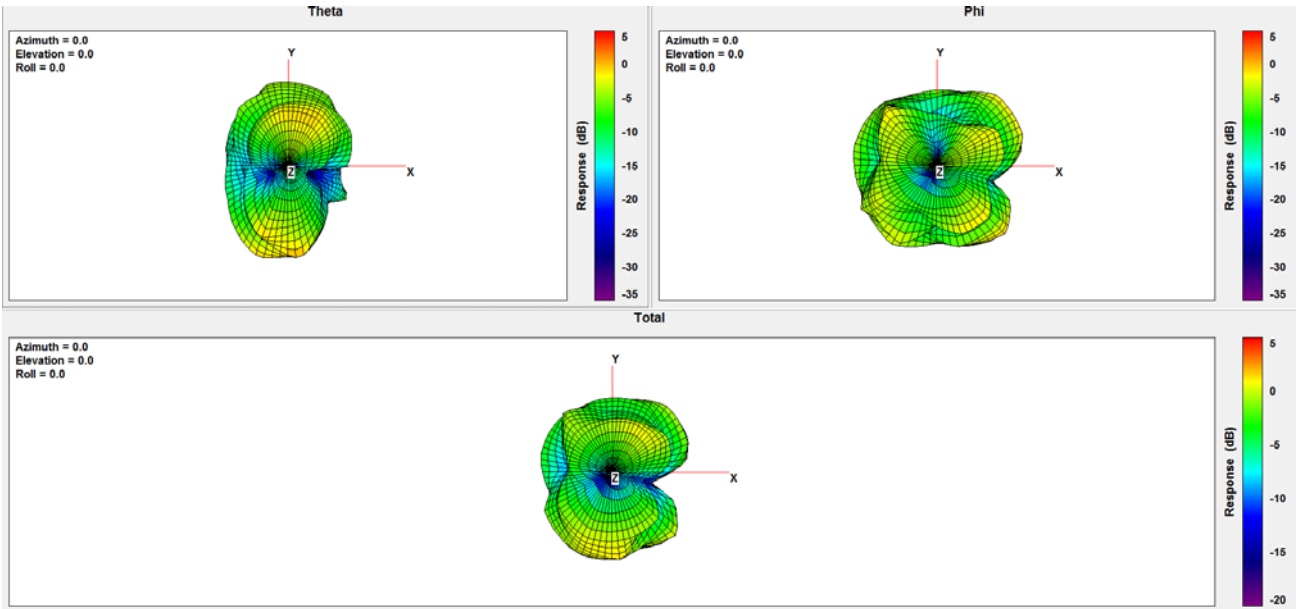 Theta
Azimuth = 0.0
Elevation = 0.0
Roll = 0.0
Y
X
Z
5
0
-5
-10
-15
-20
-25
-30
-35
Response (dB)
Phi
Azimuth = 0.0
Elevation = 0.0
Roll = 0.0
Y
X
Z
5
0
-5
-10
-15
-20
-25
-30
-35
Response (dB)
Total
Azimuth = 0.0
Elevation = 0.0
Roll = 0.0
Y
X
Z
5
0
-5
-10
-15
-20
Response (dB)